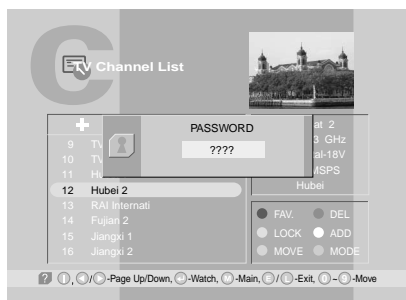 TV Channel List
PASSWORD
????
at 2
3 GHz
9 TV
al-18V
10 TV
MSPS
11 Hu
12 Hubei 2
Hubei
13 RAI Internati
14 Fujian 2
15 Jiangxi 1
16 Jiangxi 2
FAV. DEL
LOCK ADD
MOVE MODE
? / -Page Up/Down, -Watch, -Main, / -Exit, 0 - 9 -Move